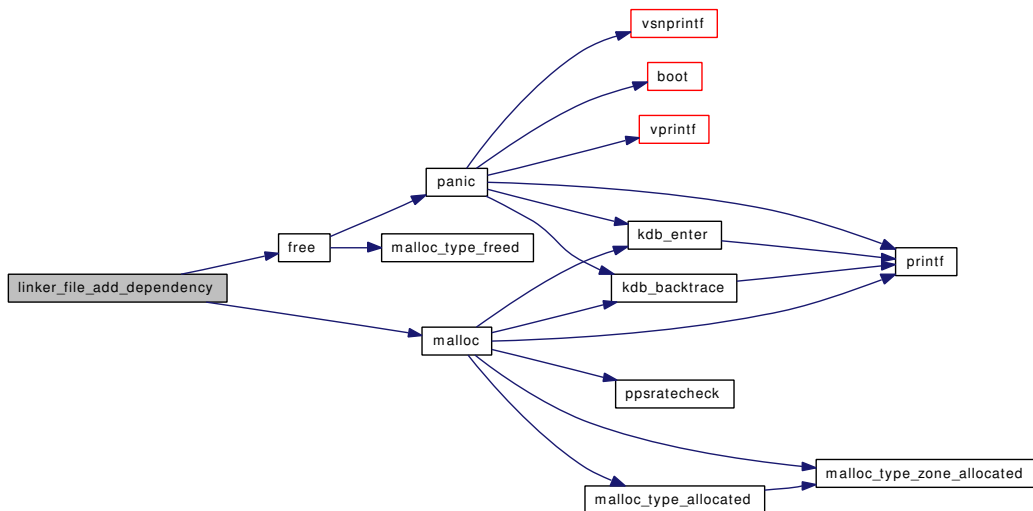 vsnprintf
boot
vprintf
panic
kdb_enter
free
malloc_type_freed
printf
linker_file_add_dependency
kdb_backtrace
malloc
ppsratecheck
malloc_type_zone_allocated
malloc_type_allocated